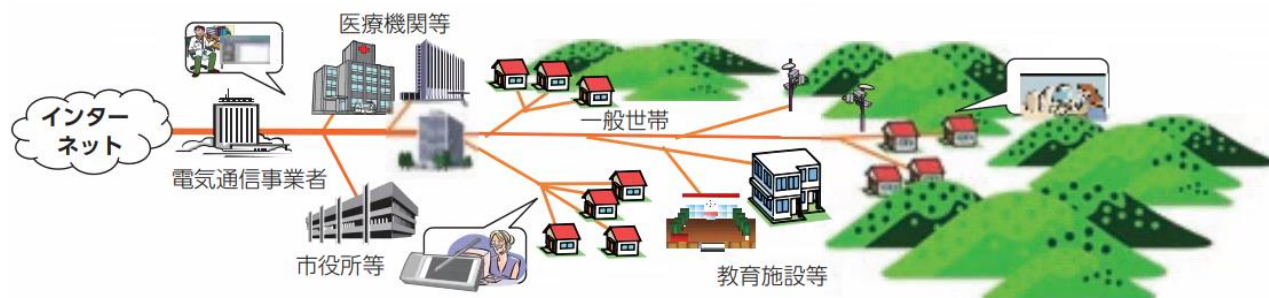 医療機関等
インター
ネット
一般世帯
電気通信事業者
市役所等
教育施設等